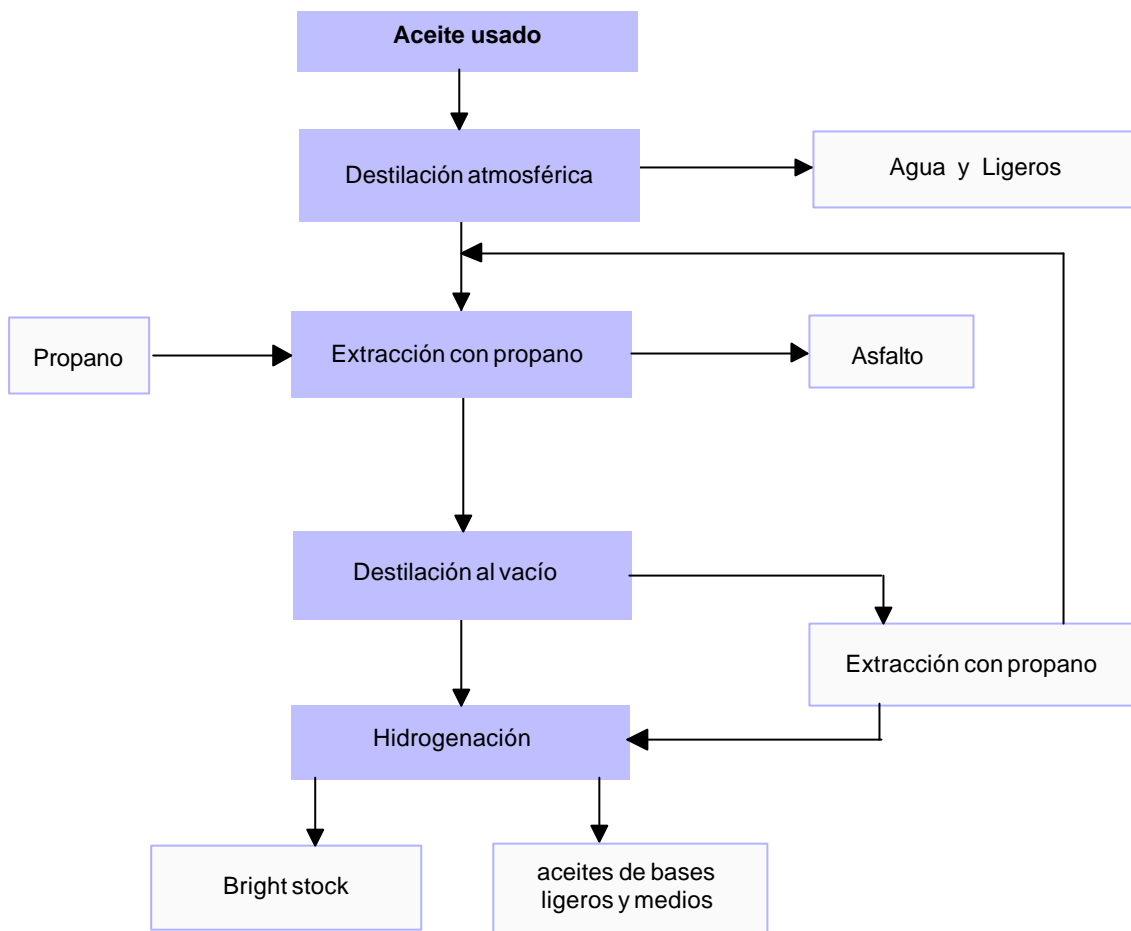 Aceite usado
Destilación atmosférica
Agua y Ligeros
Propano
Extracción con propano
Asfalto
Destilación al vacío
Extracción con propano
Hidrogenación
Bright stock
aceites de bases
ligeros y medios